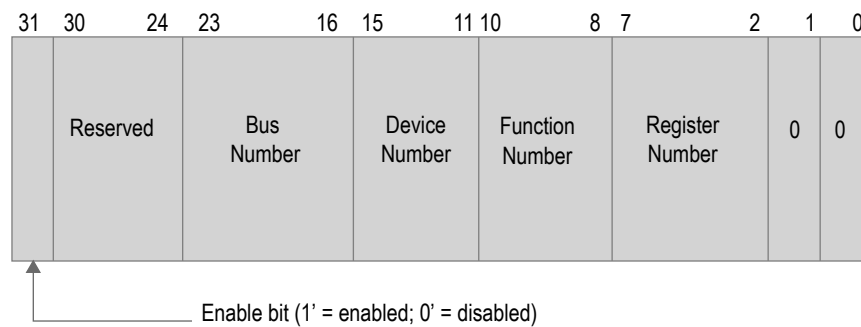 31 30 24 23 16 15 11 10 8 7 2 1 0
Reserved
Bus
Number
Device
Number
Function
Number
Register
Number
0
0
Enable bit (1’ = enabled; 0’ = disabled)